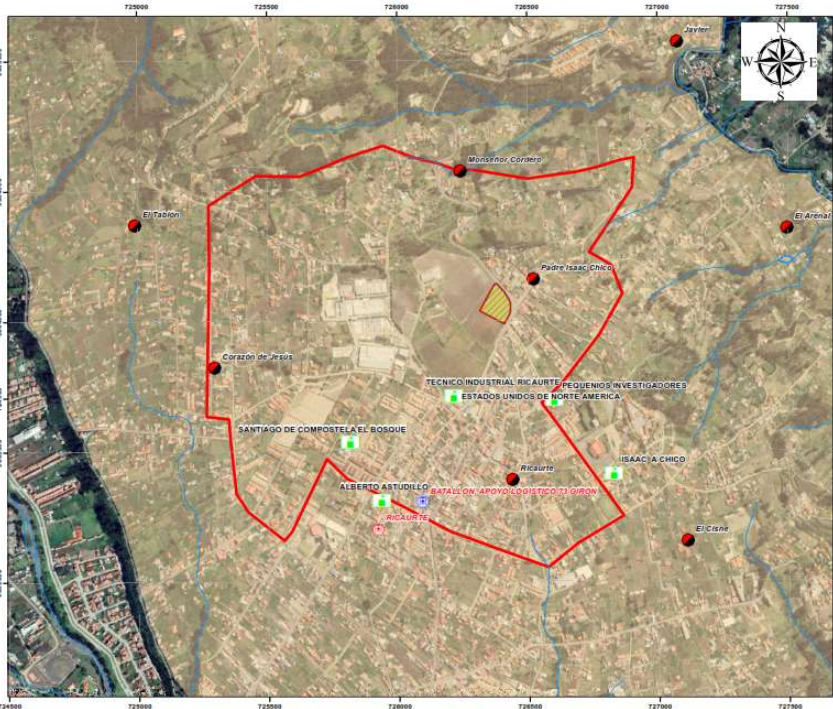 725000 725500 726000 726500 727000 727500
Javier
N
W E
S
Monseñor Cordero
El Tablón
El Arenal
Padre Isaac Chico
Corazón de Jesús
TECNICO INDUSTRIAL RICAURTE
PEQUENIOS INVESTIGADORES
ESTADOS UNIDOS DE NORTE AMERICA
SANTIAGO DE COMPOSTELA EL BOSQUE
ISAAC A CHICO
Ricaurte
ALBERTO ASTUDILLO
BATALLON APOYO LOGISTICO 73 GIRON
RICAURTE
El Cisne
724500 725000 725500 726000 726500 727000 727500